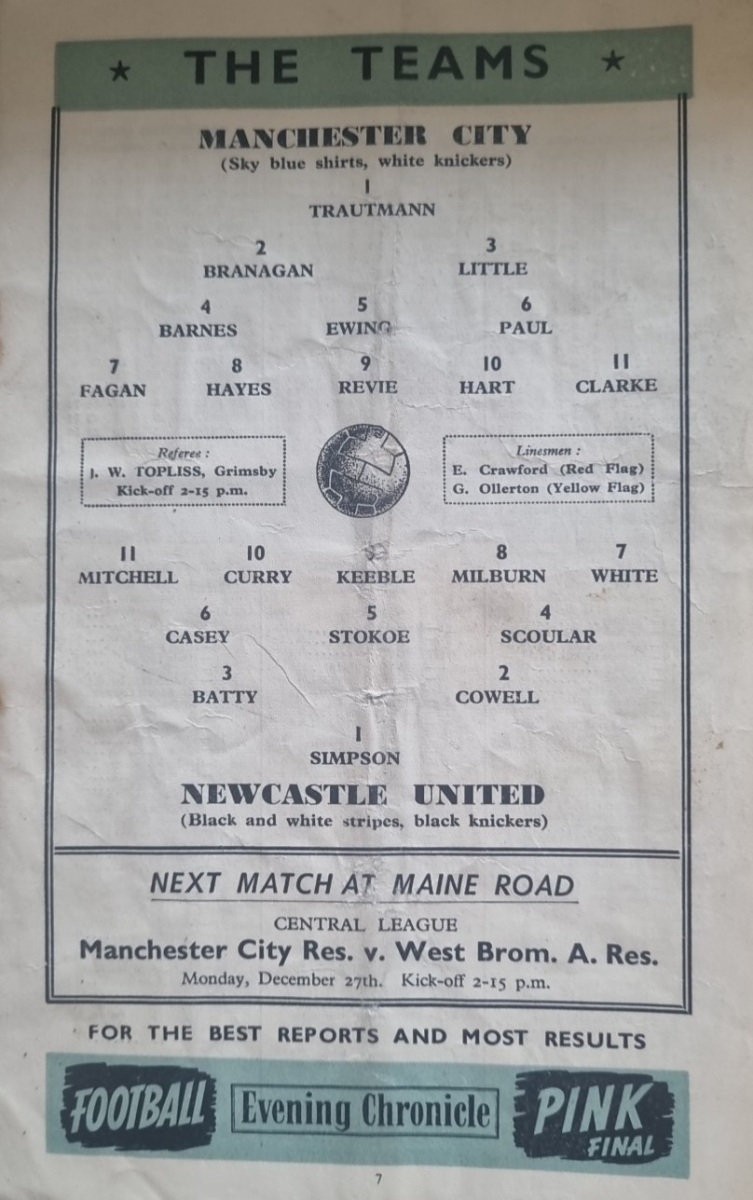 ★ THE TEAMS ★
MANCHESTER CITY
(Sky blue shirts, white knickers)
1
TRAUTMANN
2 3
BRANAGAN LITTLE
4 5 6
BARNES EWING PAUL
7 8 9 10 11
FAGAN HAYES REVIE HART CLARKE
Referee :
J. W. TOPLISS, Grimsby
Kick-off 2-15 p.m.
Linesmen :
E. Crawford (Red Flag)
G. Ollerton (Yellow Flag)
11 10 9 8 7
MITCHELL CURRY KEEBLE MILBURN WHITE
6 5 4
CASEY STOKOE SCOULAR
3 2
BATTY COWELL
1
SIMPSON
NEWCASTLE UNITED
(Black and white stripes, black knickers)
NEXT MATCH AT MAINE ROAD
CENTRAL LEAGUE
Manchester City Res. v. West Brom. A. Res.
Monday, December 27th. Kick-off 2-15 p.m.
FOR THE BEST REPORTS AND MOST RESULTS
FOOTBALL Evening Chronicle PINK
FINAL
7